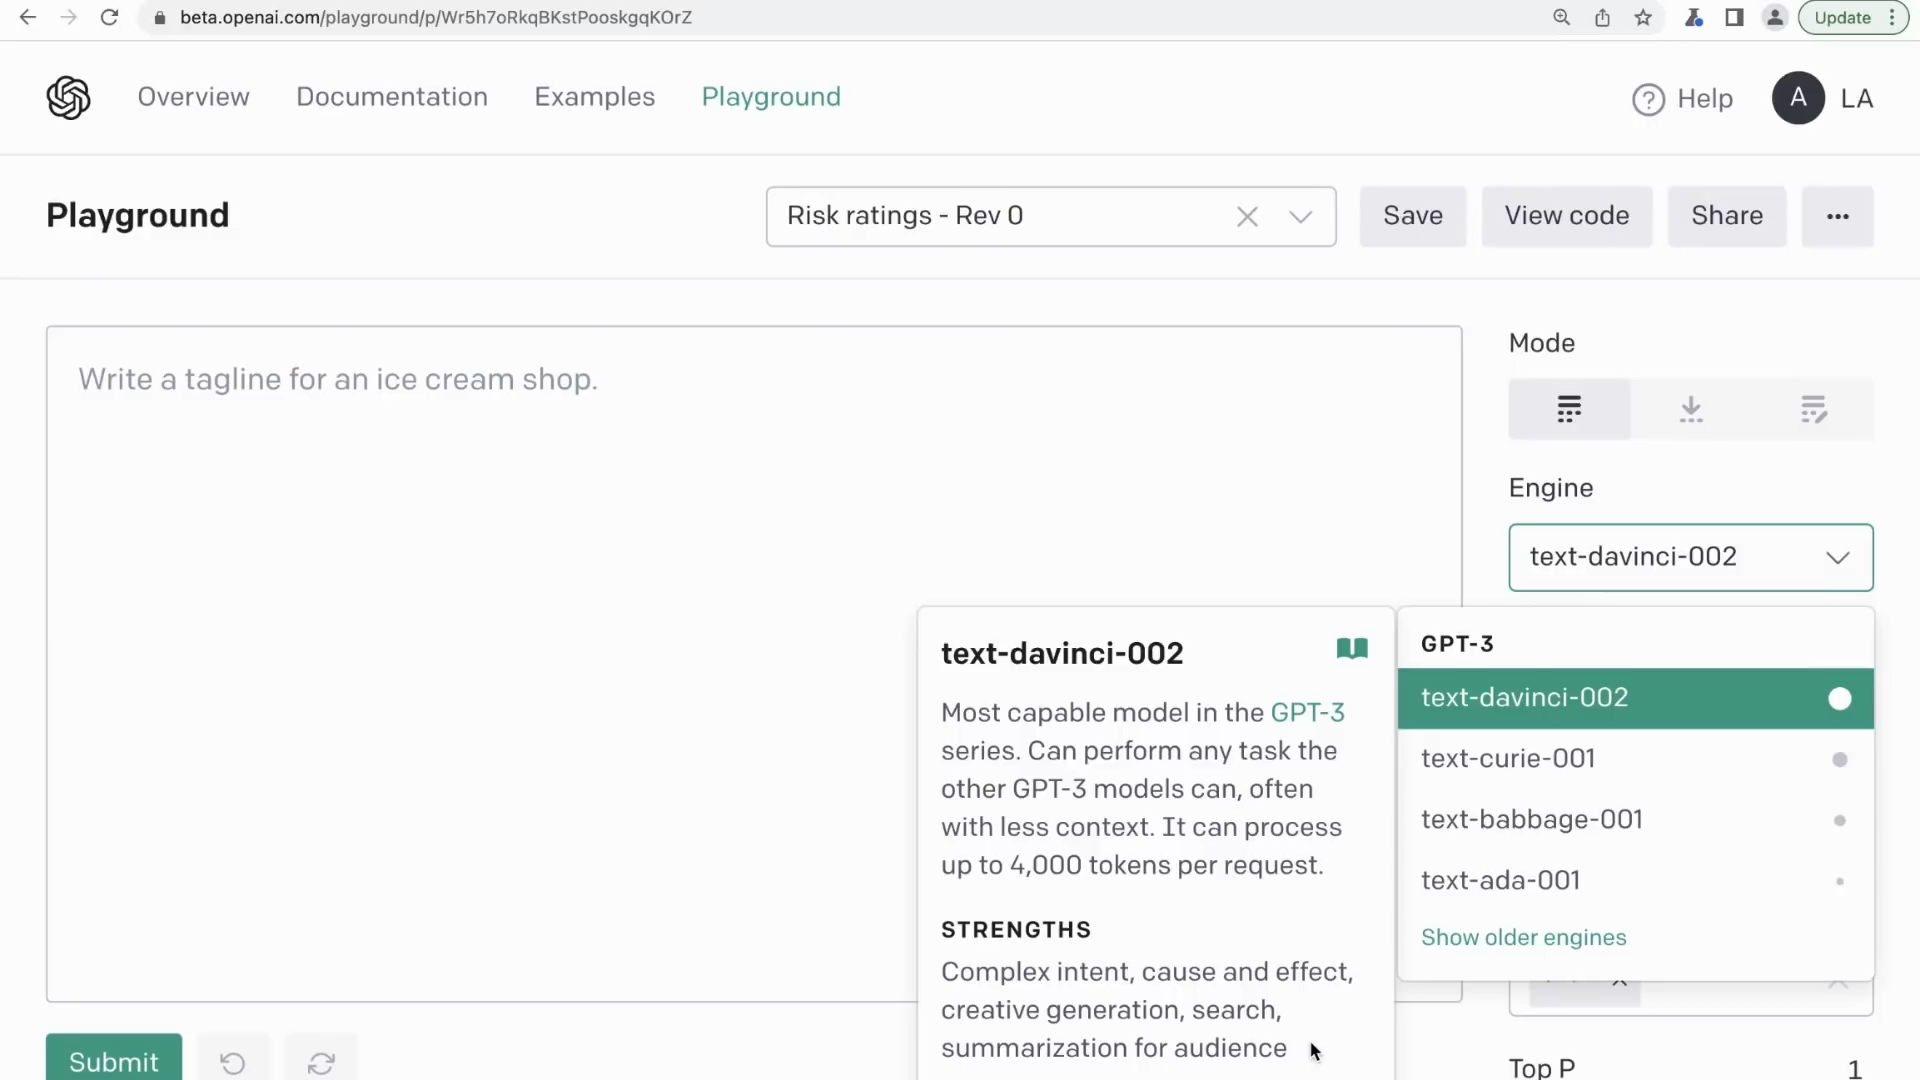 beta.openai.com/playground/p/Wr5h7oRkqBKstPooskgqKOrZ
Update
Overview
Documentation
Examples
Playground
? Help
A
LA
Playground
Risk ratings - Rev 0
Save
View code
Share
Write a tagline for an ice cream shop.
Mode
Engine
text-davinci-002
text-davinci-002
Most capable model in the GPT-3
series. Can perform any task the
other GPT-3 models can, often
with less context. It can process
up to 4,000 tokens per request.
STRENGTHS
Complex intent, cause and effect,
creative generation, search,
summarization for audience
GPT-3
text-davinci-002
text-curie-001
text-babbage-001
text-ada-001
Show older engines
Submit
Top P
1